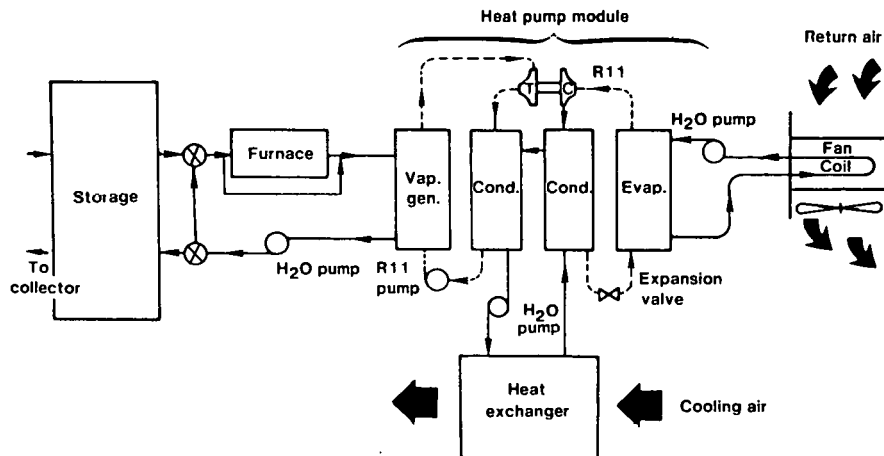 Heat pump module
Return air
T
C
R11
H2O pump
Furnace
Fan
Coil
Storage
Vap.
gen.
Cond.
Cond.
Evap.
To
collector
H2O pump
R11
pump
H2O
pump
Expansion
valve
Heat
exchanger
Cooling air